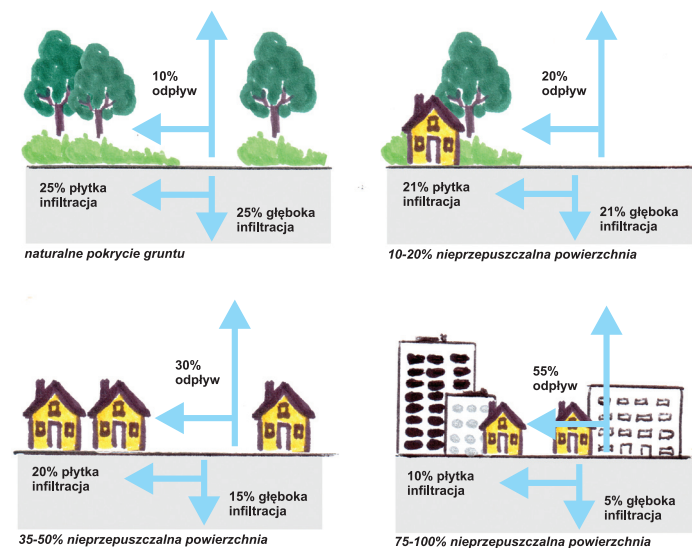 10%
odpływ
25% płytka
infiltracja
25% głęboka
infiltracja
naturalne pokrycie gruntu
20%
odpływ
21% płytka
infiltracja
21% głęboka
infiltracja
10-20% nieprzepuszczalna powierzchnia
30%
odpływ
20% płytka
infiltracja
15% głęboka
infiltracja
35-50% nieprzepuszczalna powierzchnia
55%
odpływ
10% płytka
infiltracja
5% głęboka
infiltracja
75-100% nieprzepuszczalna powierzchnia